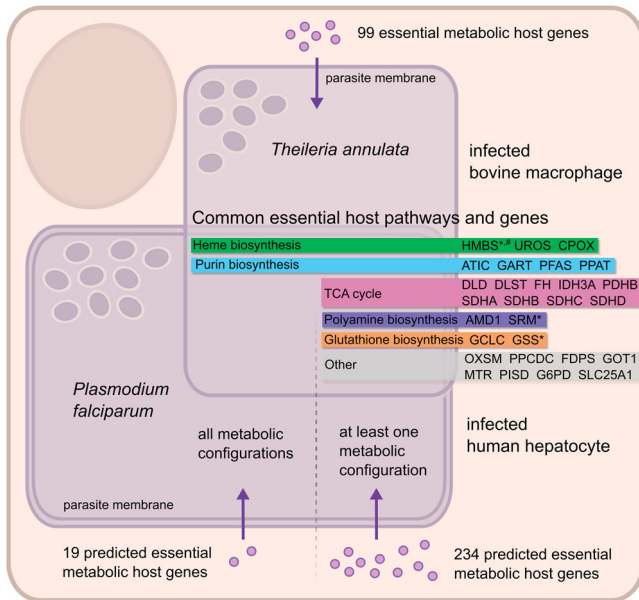 99 essential metabolic host genes
parasite membrane
Theileria annulata
infected
bovine macrophage
Common essential host pathways and genes
Heme biosynthesis HMBS*,# UROS CPOX
Purin biosynthesis ATIC GART PFAS PPAT
TCA cycle DLD DLST FH IDH3A PDHB
SDHA SDHB SDHC SDHD
Polyamine biosynthesis AMD1 SRM*
Glutathione biosynthesis GCLC GSS*
Other OXSM PPCDC FDPS GOT1
MTR PISD G6PD SLC25A1
Plasmodium
falciparum
all metabolic
configurations
at least one
metabolic
configuration
infected
human hepatocyte
parasite membrane
19 predicted essential
metabolic host genes
234 predicted essential
metabolic host genes